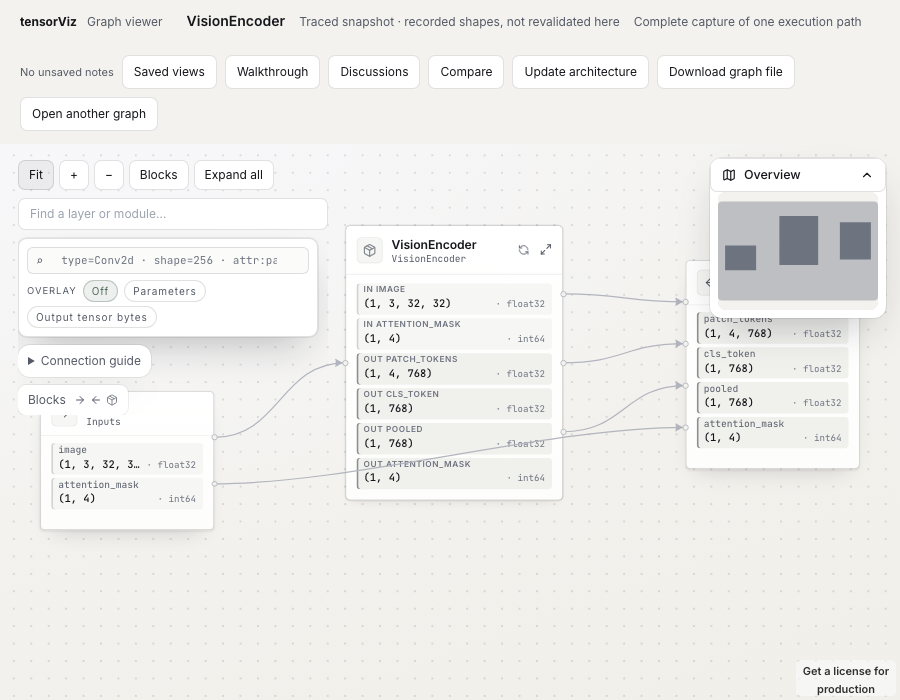 tensorViz Graph viewer VisionEncoder Traced snapshot · recorded shapes, not revalidated here Complete capture of one execution path
No unsaved notes Saved views Walkthrough Discussions Compare Update architecture Download graph file
Open another graph
Fit + − Blocks Expand all
Find a layer or module...
type=Conv2d · shape=256 · attr:pa
OVERLAY Off Parameters
Output tensor bytes
Connection guide
Blocks
Inputs
image
(1, 3, 32, 3… · float32
attention_mask
(1, 4) · int64
VisionEncoder
VisionEncoder
IN IMAGE
(1, 3, 32, 32) · float32
IN ATTENTION_MASK
(1, 4) · int64
OUT PATCH_TOKENS
(1, 4, 768) · float32
OUT CLS_TOKEN
(1, 768) · float32
OUT POOLED
(1, 768) · float32
OUT ATTENTION_MASK
(1, 4) · int64
Overview
patch_tokens
(1, 4, 768) · float32
cls_token
(1, 768) · float32
pooled
(1, 768) · float32
attention_mask
(1, 4) · int64
Get a license for
production